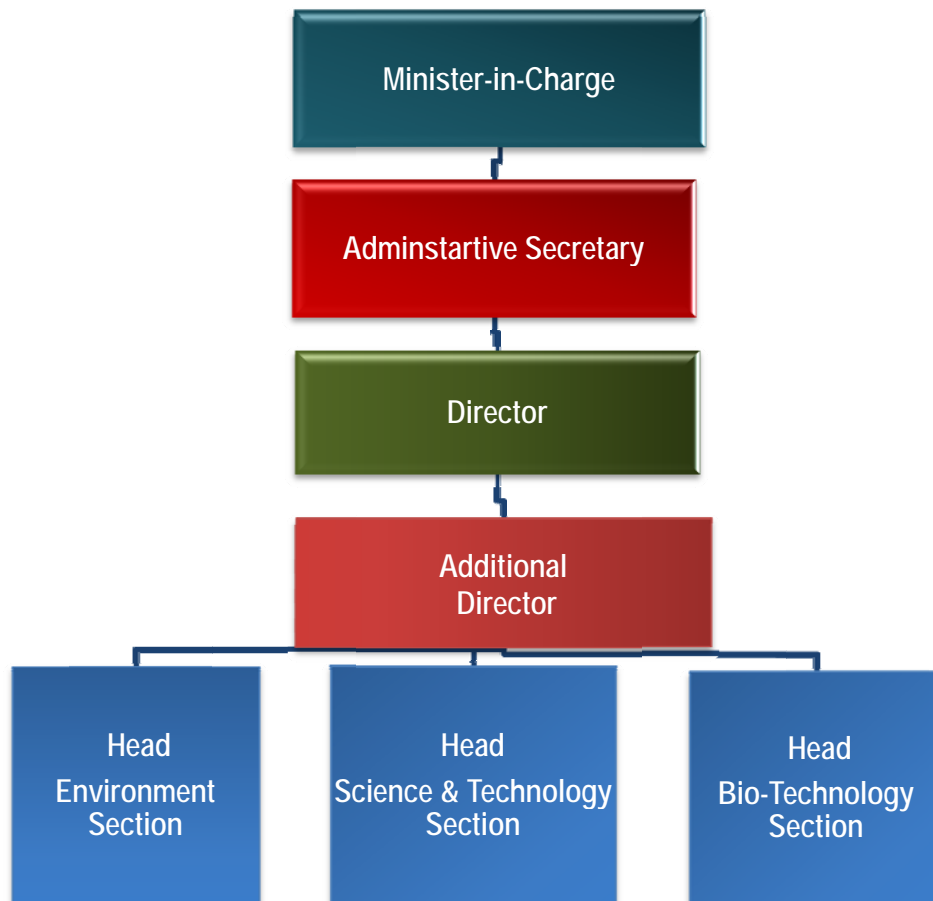 Minister-in-Charge
Adminstartive Secretary
Director
Additional
Director
Head
Environment
Section
Head
Science & Technology
Section
Head
Bio-Technology
Section